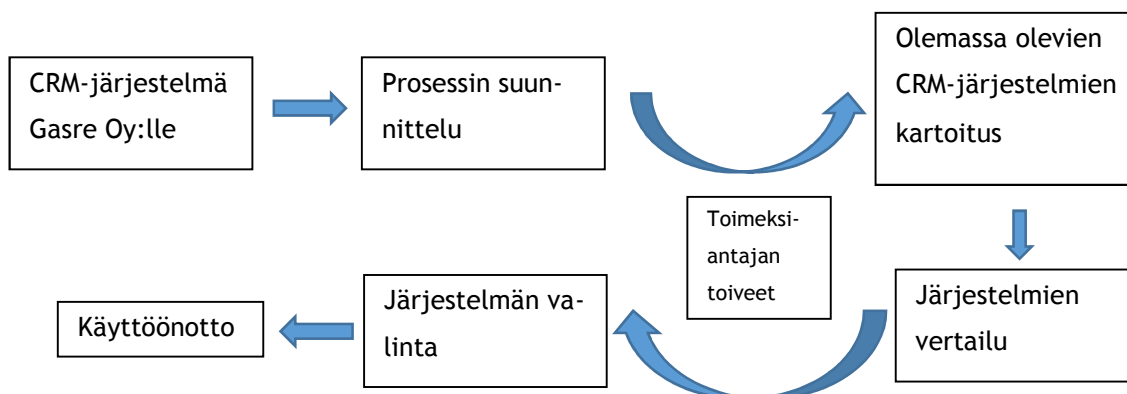 CRM-järjestelmä
Gasre Oy:lle
Prosessin suun-
nittelu
Olemassa olevien
CRM-järjestelmien
kartoitus
Toimeksi-
antajan
toiveet
Järjestelmien
vertailu
Järjestelmän va-
linta
Käyttöönotto